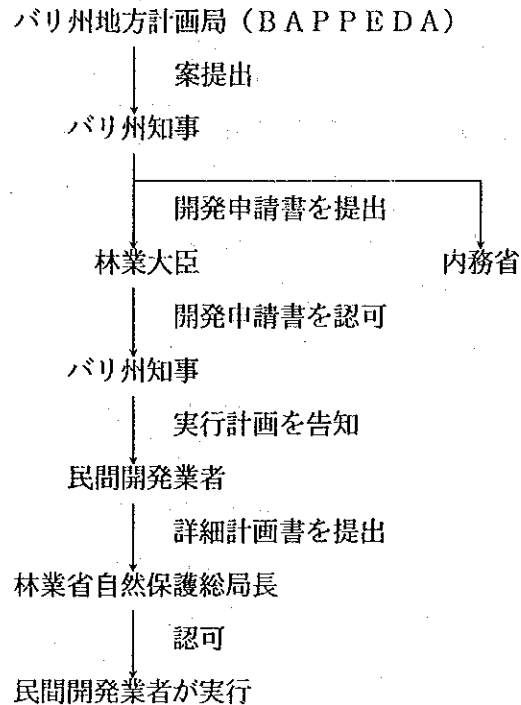 バリ州地方計画局（ＢＡＰＰＥＤＡ）
案提出
バリ州知事
開発申請書を提出
林業大臣 内務省
開発申請書を認可
バリ州知事
実行計画を告知
民間開発業者
詳細計画書を提出
林業省自然保護総局長
認可
民間開発業者が実行